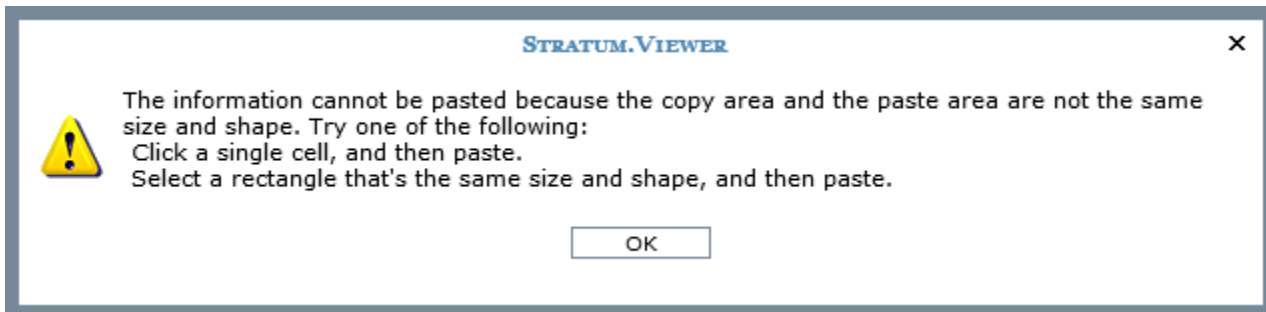 Stratum.Viewer
The information cannot be pasted because the copy area and the paste area are not the same
size and shape. Try one of the following:
Click a single cell, and then paste.
Select a rectangle that's the same size and shape, and then paste.
OK